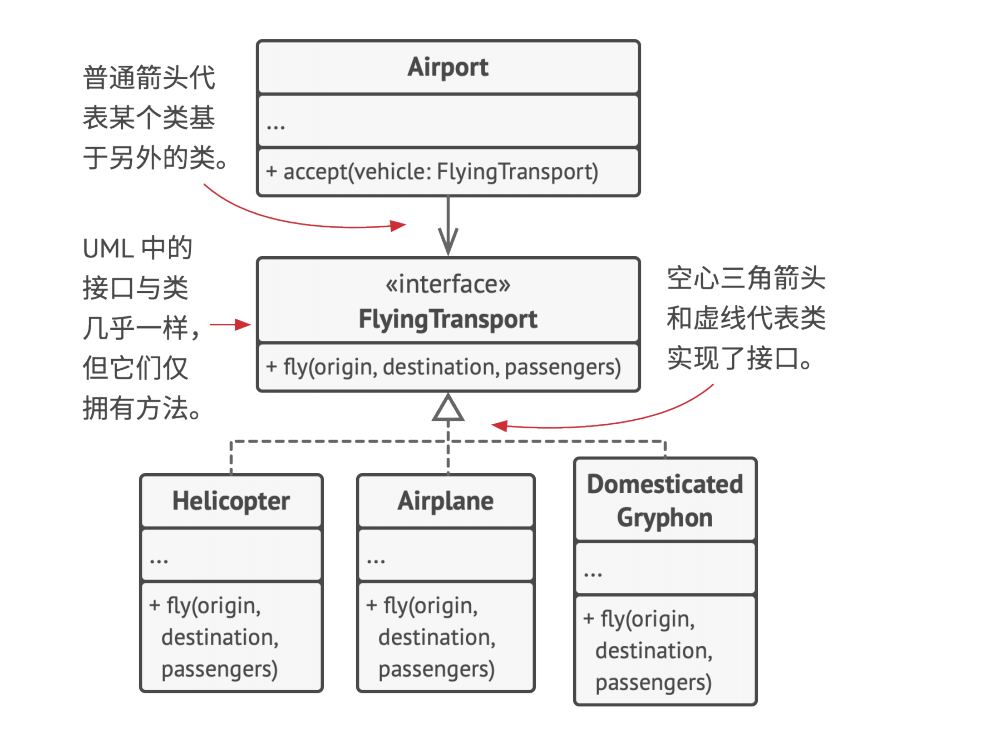 普通箭头代
表某个类基
于另外的类。
Airport
...
+ accept(vehicle: FlyingTransport)
UML 中的
接口与类
几乎一样，
但它们仅
拥有方法。
«interface»
FlyingTransport
+ fly(origin, destination, passengers)
空心三角箭头
和虚线代表类
实现了接口。
Helicopter
...
+ fly(origin,
destination,
passengers)
Airplane
...
+ fly(origin,
destination,
passengers)
Domesticated
Gryphon
...
+ fly(origin,
destination,
passengers)